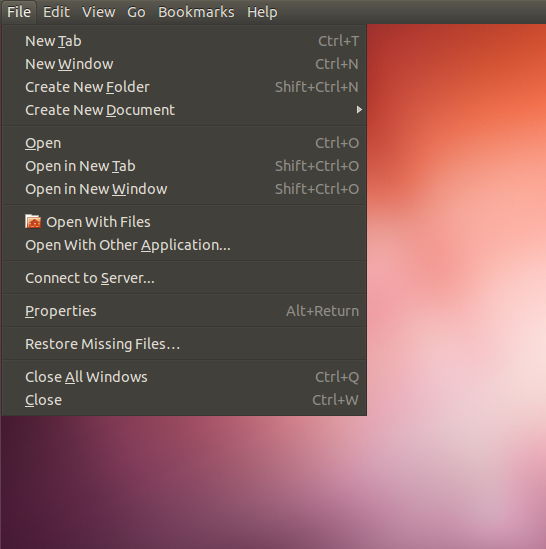 File Edit View Go Bookmarks Help
New Tab Ctrl+T
New Window Ctrl+N
Create New Folder Shift+Ctrl+N
Create New Document
Open Ctrl+O
Open in New Tab Shift+Ctrl+O
Open in New Window Shift+Ctrl+O
Open With Files
Open With Other Application...
Connect to Server...
Properties Alt+Return
Restore Missing Files…
Close All Windows Ctrl+Q
Close Ctrl+W